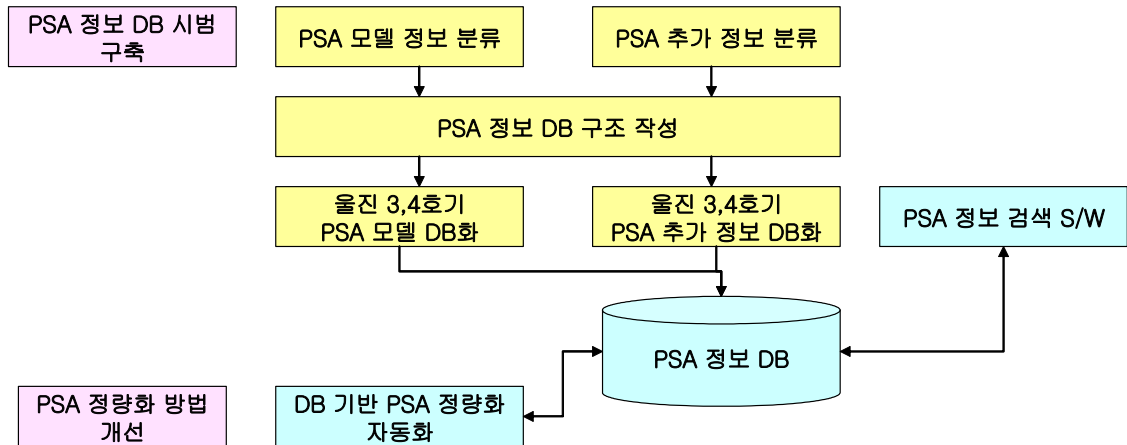 PSA 정보 DB 시범
구축
PSA 모델 정보 분류
PSA 추가 정보 분류
PSA 정보 DB 구조 작성
울진 3,4호기
PSA 모델 DB화
울진 3,4호기
PSA 추가 정보 DB화
PSA 정보 검색 S/W
PSA 정보 DB
PSA 정량화 방법
개선
DB 기반 PSA 정량화
자동화